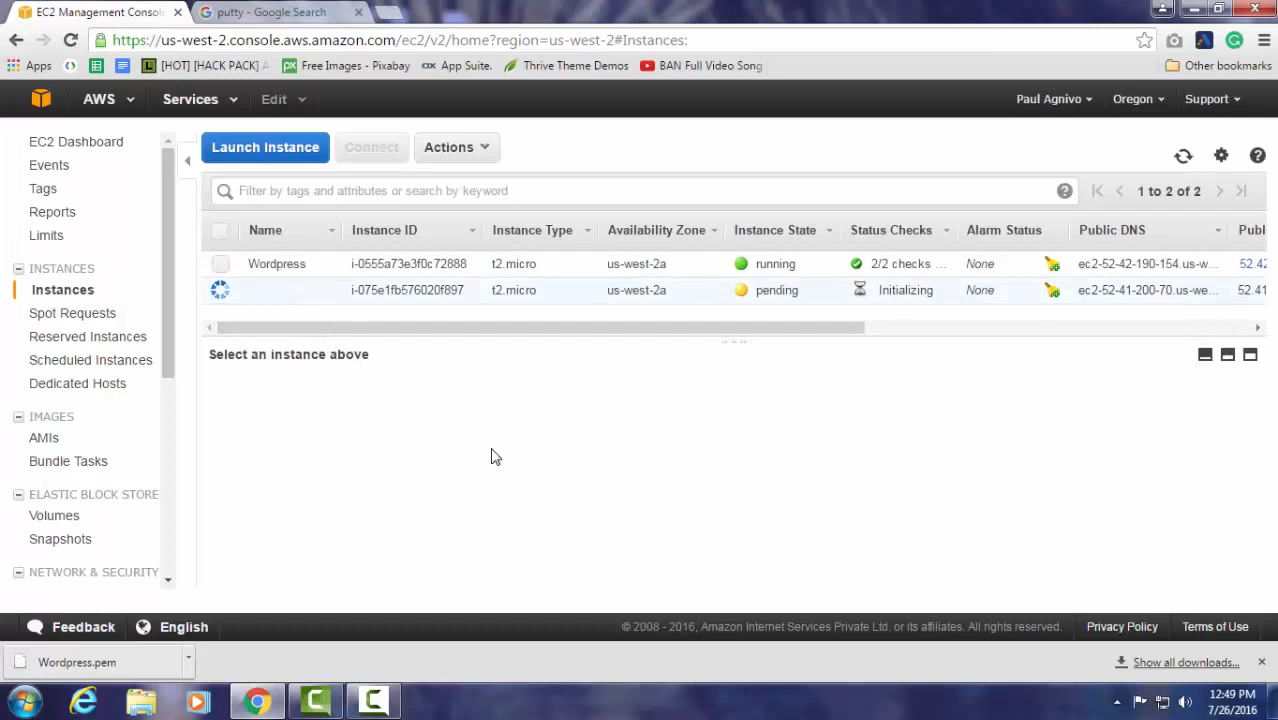 EC2 Management Console
putty - Google Search
https://us-west-2.console.aws.amazon.com/ec2/v2/home?region=us-west-2#Instances:
Apps
[HOT] [HACK PACK] A
Free Images - Pixabay
App Suite.
Thrive Theme Demos
BAN Full Video Song
Other bookmarks
AWS
Services
Edit
Paul Agnivo
Oregon
Support
EC2 Dashboard
Events
Tags
Reports
Limits
INSTANCES
Instances
Spot Requests
Reserved Instances
Scheduled Instances
Dedicated Hosts
IMAGES
AMIs
Bundle Tasks
ELASTIC BLOCK STORE
Volumes
Snapshots
NETWORK & SECURITY
Launch Instance
Connect
Actions
Filter by tags and attributes or search by keyword
1 to 2 of 2
Name Instance ID Instance Type Availability Zone Instance State Status Checks Alarm Status Public DNS Publ
Wordpress i-0555a73e3f0c72888 t2.micro us-west-2a running 2/2 checks ... None ec2-52-42-190-154.us-w... 52.42
i-075e1fb576020f897 t2.micro us-west-2a pending Initializing None ec2-52-41-200-70.us-we... 52.41
Select an instance above
Feedback
English
© 2008 - 2016, Amazon Internet Services Private Ltd. or its affiliates. All rights reserved.
Privacy Policy
Terms of Use
Wordpress.pem
Show all downloads...
12:49 PM
7/26/2016